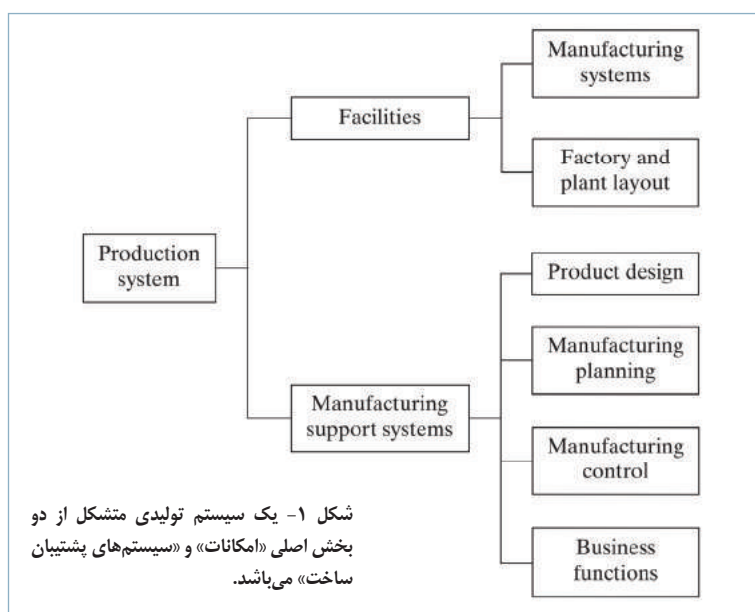 Manufacturing
systems
Facilities
Factory and
plant layout
Production
system
Product design
Manufacturing
planning
Manufacturing
support systems
Manufacturing
control
Business
functions
شکل ۱- یک سیستم تولیدی متشکل از دو
بخش اصلی «امکانات» و «سیستم‌های پشتیبان
ساخت» می‌باشد.